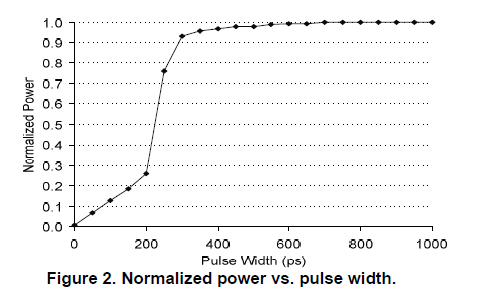 1.0
0.9
0.8
0.7
0.6
0.5
0.4
0.3
0.2
0.1
0.0
Normalized Power
0 200 400 600 800 1000
Pulse Width (ps)
Figure 2. Normalized power vs. pulse width.